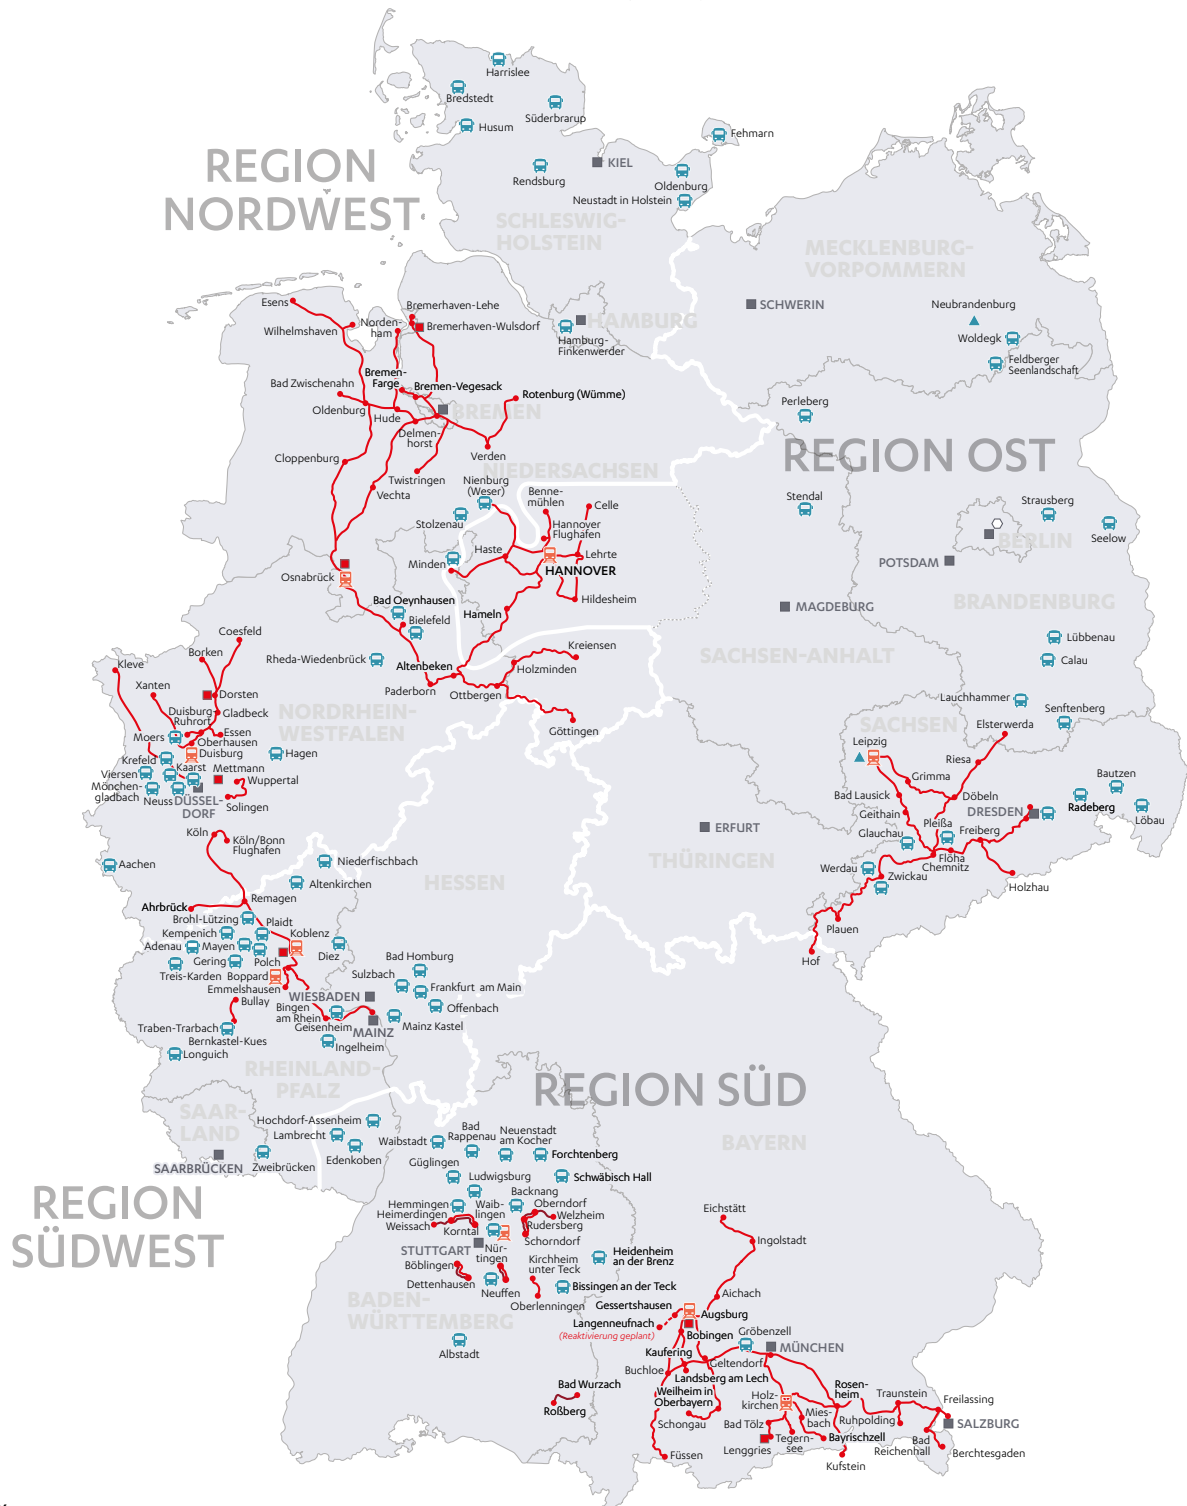 Harrislee
Bredstedt
Süderbrarup
Husum
Fehmarn
REGION
NORDWEST
KIEL
Rendsburg
Oldenburg
Neustadt in Holstein
SCHLESWIG-
HOLSTEIN
MECKLENBURG-
VORPOMMERN
Esens
Bremerhaven-Lehe
SCHWERIN
Neubrandenburg
Wilhelmshaven
Norden-
ham
Bremerhaven-Wulsdorf
HAMBURG
Hamburg-
Finkenwerder
Woldegk
Feldberger
Seenlandschaft
Bremen-
Farge
Bad Zwischenahn
Bremen-Vegesack
Rotenburg (Wümme)
Perleberg
Oldenburg
Hude
BREMEN
Delmen-
horst
Verden
REGION OST
Cloppenburg
NIEDERSACHSEN
Twistringen
Vechta
Nienburg
(Weser)
Benne-
mühlen
Celle
Stendal
Strausberg
Stolzenau
Hannover
Flughafen
Seelow
BERLIN
Haste
Lehrte
Minden
HANNOVER
POTSDAM
Osnabrück
Hildesheim
MAGDEBURG
BRANDENBURG
Bad Oeynhausen
Hameln
Bielefeld
Coesfeld
Lübbenau
Kreiensen
Borken
Rheda-Wiedenbrück
Altenbeken
Holzminden
SACHSEN-ANHALT
Calau
Kleve
Xanten
Paderborn
Ottbergen
Dorsten
Lauchhammer
Senftenberg
Duisburg-
Ruhrort
Gladbeck
NORDRHEIN-
WESTFALEN
Göttingen
SACHSEN
Elsterwerda
Moers
Essen
Oberhausen
Leipzig
Krefeld
Duisburg
Hagen
Riesa
Viersen
Kaarst
Mettmann
Wuppertal
Grimma
Bautzen
Mönchen-
gladbach
Neuss
DÜSSEL-
DORF
Solingen
Bad Lausick
Döbeln
Radeberg
Löbau
Geithain
DRESDEN
Köln
Köln/Bonn
Flughafen
ERFURT
Glauchau
Pleißa
Freiberg
Aachen
Niederfischbach
THÜRINGEN
Flöha
Chemnitz
Werdau
Zwickau
Altenkirchen
HESSEN
Holzhau
Remagen
Ahrbrück
Brohl-Lützing
Plaidt
Plauen
Kempenich
Koblenz
Adenau
Mayen
Hof
Gering
Polch
Diez
Bad Homburg
Treis-Karden
Boppard
Sulzbach
Emmelshausen
WIESBADEN
Frankfurt am Main
Bullay
Bingen
am Rhein
Offenbach
Geisenheim
Mainz Kastel
Traben-Trarbach
MAINZ
Bernkastel-Kues
Ingelheim
Longuich
RHEINLAND-
PFALZ
REGION SÜD
SAAR-
LAND
Hochdorf-Assenheim
Lambrecht
Waibstadt
Bad
Rappenau
Neuenstadt
am Kocher
BAYERN
SAARBRÜCKEN
Zweibrücken
Edenkoben
Güglingen
Forchtenberg
Ludwigsburg
Schwäbisch Hall
REGION
SÜDWEST
Hemmingen
Waib-
lingen
Backnang
Oberndorf
Heimerdingen
Welzheim
Eichstätt
Weissach
Korntal
Rudersberg
Schorndorf
Ingolstadt
STUTTGART
Nür-
tingen
Kirchheim
unter Teck
Heidenheim
an der Brenz
Böblingen
Dettenhausen
Neuffen
Bissingen an der Teck
Oberlenningen
Aichach
BADEN-
WÜRTTEMBERG
Gessertshausen
Augsburg
Langenneufnach
(Reaktivierung geplant)
Bobingen
Gröbenzell
Albstadt
Kaufering
MÜNCHEN
Buchloe
Geltendorf
Landsberg am Lech
Bad Wurzach
Weilheim in
Oberbayern
Holz-
kirchen
Rosen-
heim
Traunstein
Freilassing
Roßberg
Schongau
Mies-
bach
Ruhpolding
SALZBURG
Bad Tölz
Tegern-
see
Bayrischzell
Füssen
Lenggries
Bad
Reichenhall
Berchtesgaden
Kufstein